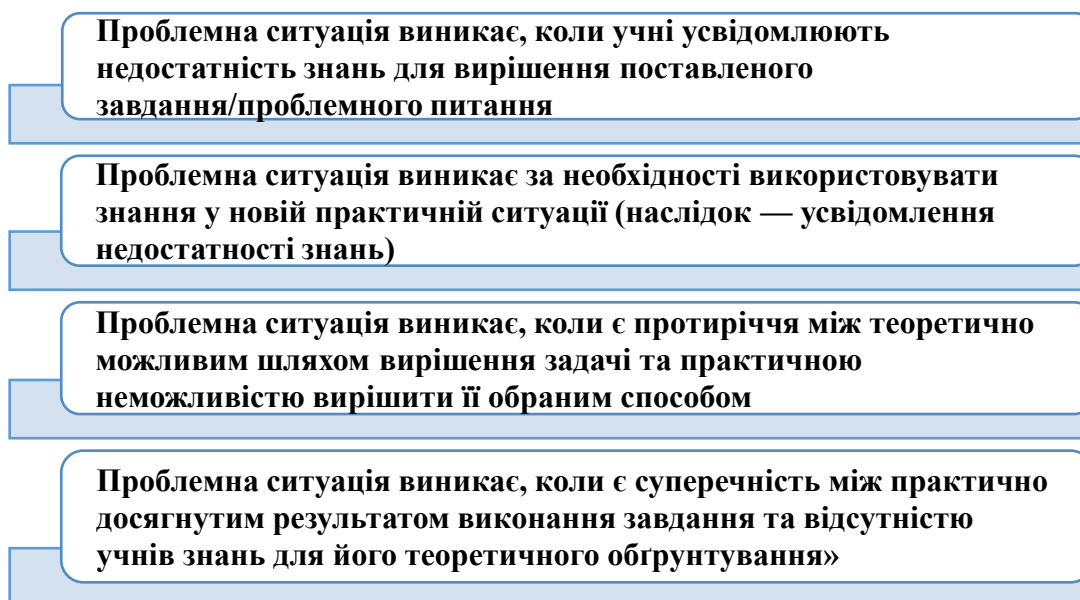 Проблемна ситуація виникає, коли учні усвідомлюють
недостатність знань для вирішення поставленого
завдання/проблемного питання
Проблемна ситуація виникає за необхідності використовувати
знання у новій практичній ситуації (наслідок — усвідомлення
недостатності знань)
Проблемна ситуація виникає, коли є протиріччя між теоретично
можливим шляхом вирішення задачі та практичною
неможливістю вирішити її обраним способом
Проблемна ситуація виникає, коли є суперечність між практично
досягнутим результатом виконання завдання та відсутністю
учнів знань для його теоретичного обґрунтування»